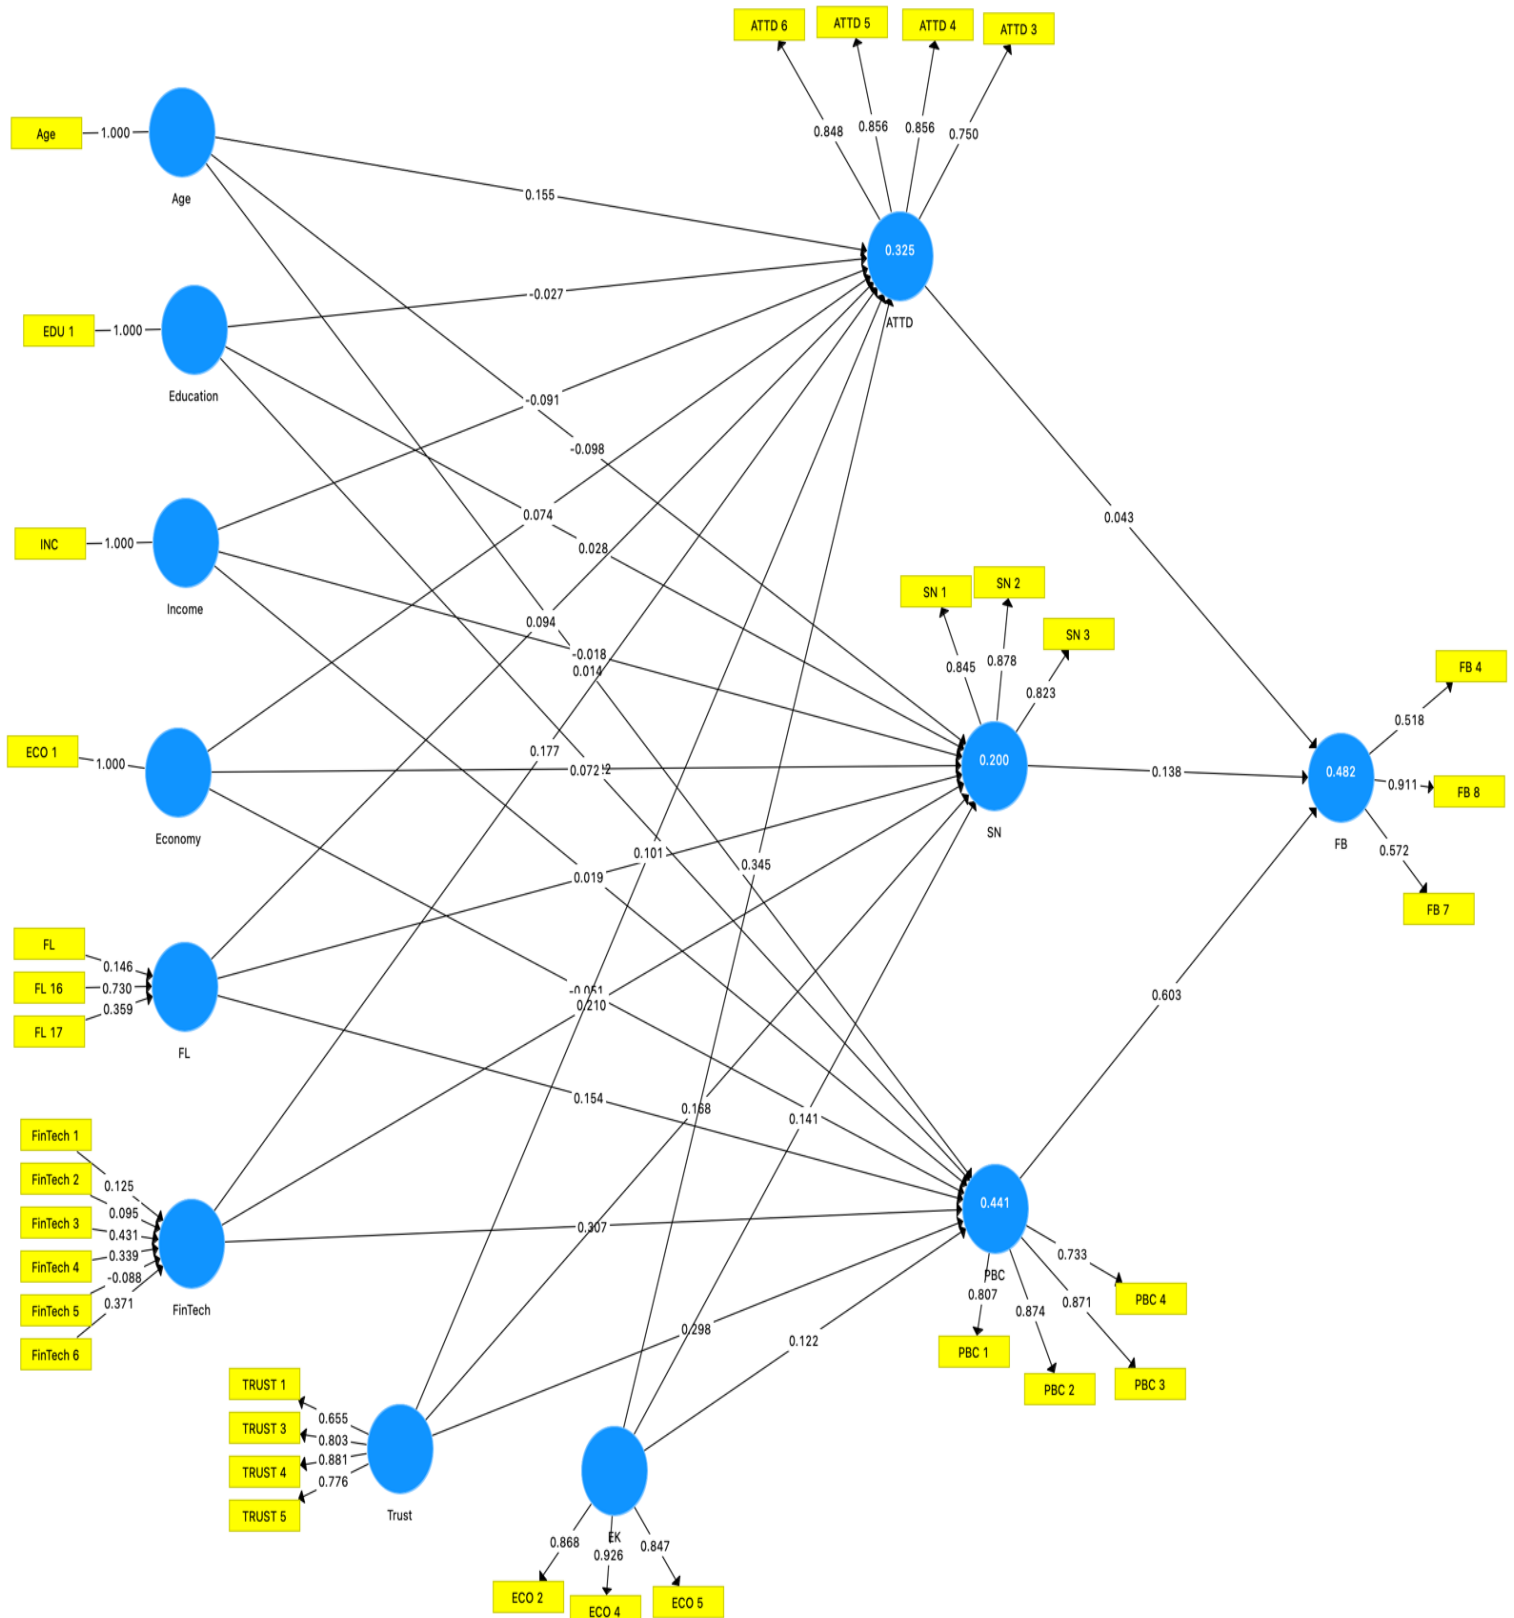 ATTD 6
ATTD 5
ATTD 4
ATTD 3
0.848
0.856
0.856
0.750
Age
1.000
Age
0.155
0.325
ATTD
EDU 1
1.000
Education
-0.027
-0.091
-0.098
INC
1.000
Income
0.074
0.028
0.043
SN 1
SN 2
SN 3
0.845
0.878
0.823
0.094
-0.018
0.014
ECO 1
1.000
Economy
0.177
0.072
0.200
SN
0.138
0.482
FB
FB 4
0.518
0.911
FB 8
0.572
FB 7
0.101
0.345
0.019
FL
FL 16
FL 17
0.146
0.730
0.359
FL
-0.051
0.210
0.603
0.154
0.168
0.141
FinTech 1
FinTech 2
FinTech 3
FinTech 4
FinTech 5
FinTech 6
0.125
0.095
0.431
0.339
-0.088
0.371
FinTech
0.307
0.441
PBC
0.733
0.807
0.874
0.871
PBC 4
PBC 1
PBC 2
PBC 3
0.298
0.122
TRUST 1
TRUST 3
TRUST 4
TRUST 5
0.655
0.803
0.881
0.776
Trust
EK
0.868
0.926
0.847
ECO 2
ECO 4
ECO 5